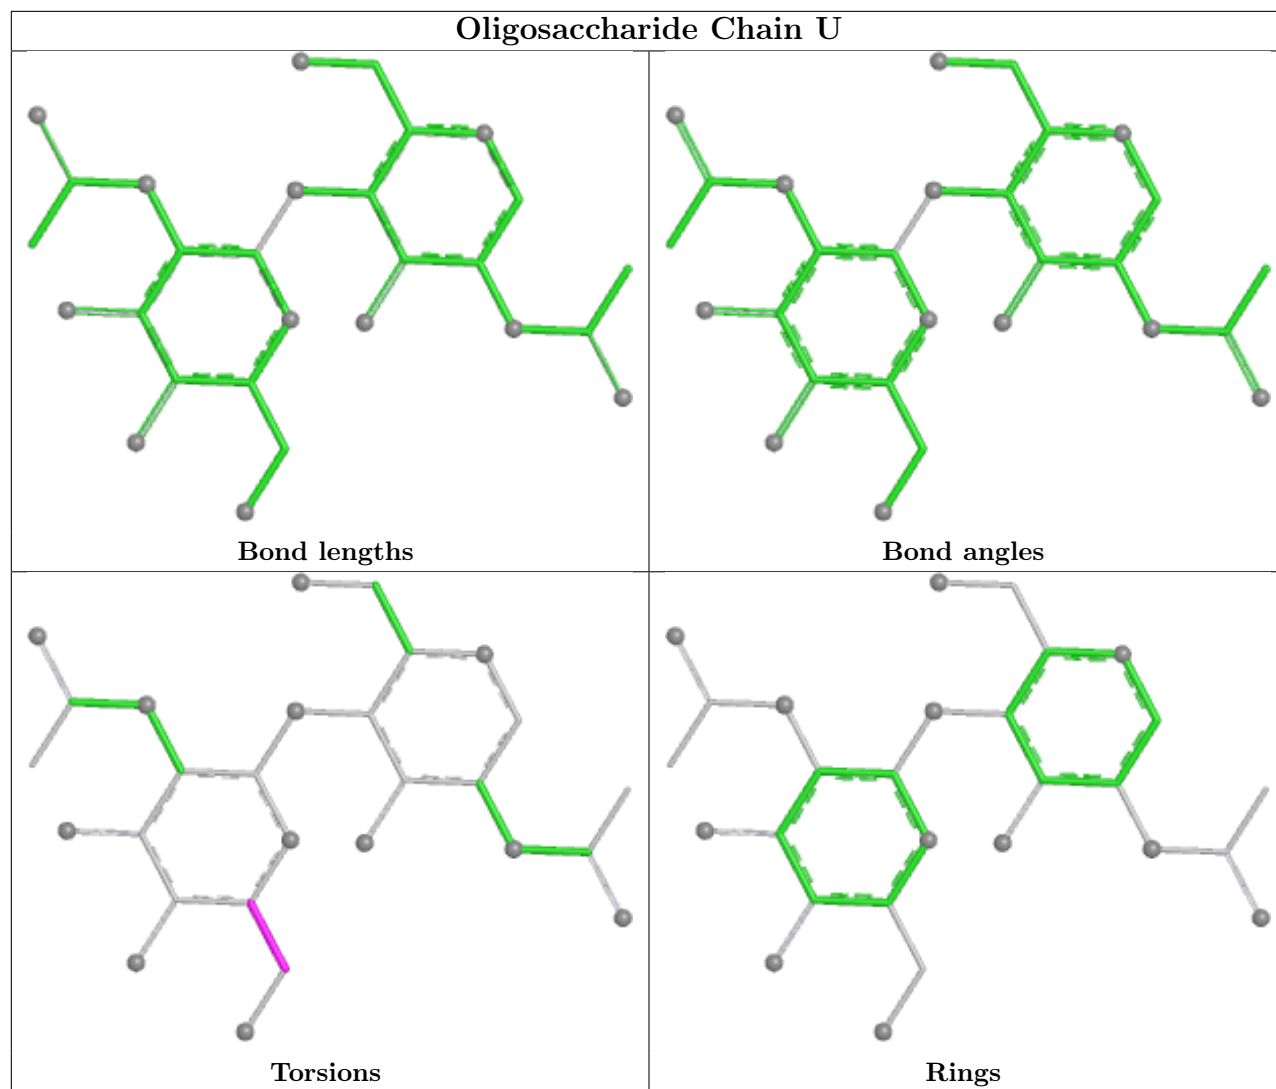 Oligosaccharide Chain U
Bond lengths
Bond angles
Torsions
Rings